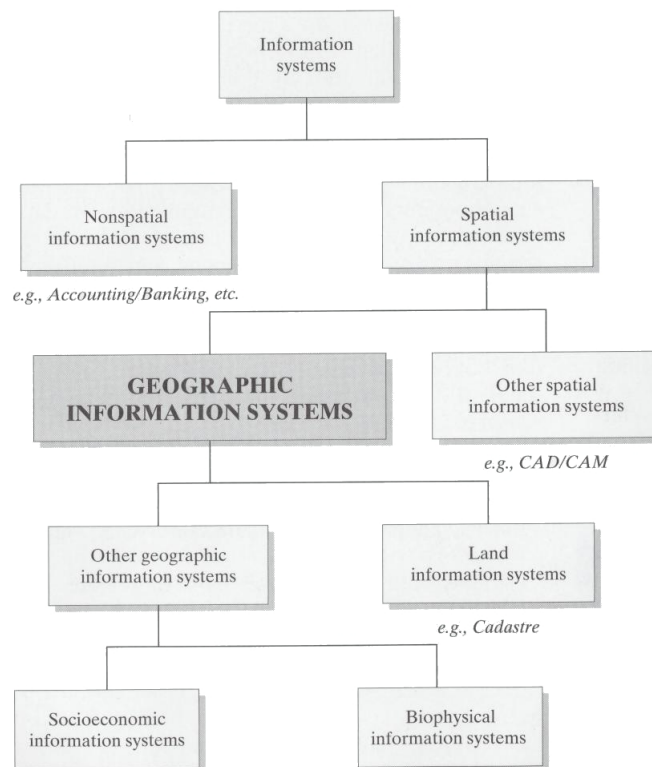 Information
systems
Nonspatial
information systems
Spatial
information systems
e.g., Accounting/Banking, etc.
GEOGRAPHIC
INFORMATION SYSTEMS
Other spatial
information systems
e.g., CAD/CAM
Other geographic
information systems
Land
information systems
e.g., Cadastre
Socioeconomic
information systems
Biophysical
information systems